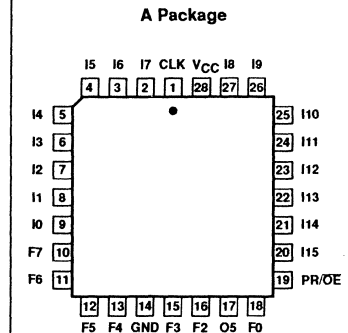 A Package
I5 I6 I7 CLK VCC I8 I9
4 3 2 1 28 27 26
I4 5 25 I10
I3 6 24 I11
I2 7 23 I12
I1 8 22 I13
I0 9 21 I14
F7 10 20 I15
F6 11 19 PR/O̅E̅
12 13 14 15 16 17 18
F5 F4 GND F3 F2 O5 F0